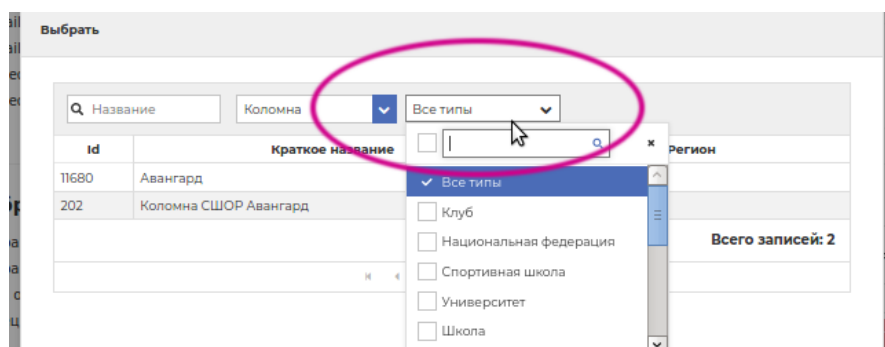 Выбрать
Название
Коломна
Все типы
Id
Краткое название
Регион
11680
Авангард
202
Коломна СШОР Авангард
Всего записей: 2
Все типы
Клуб
Национальная федерация
Спортивная школа
Университет
Школа